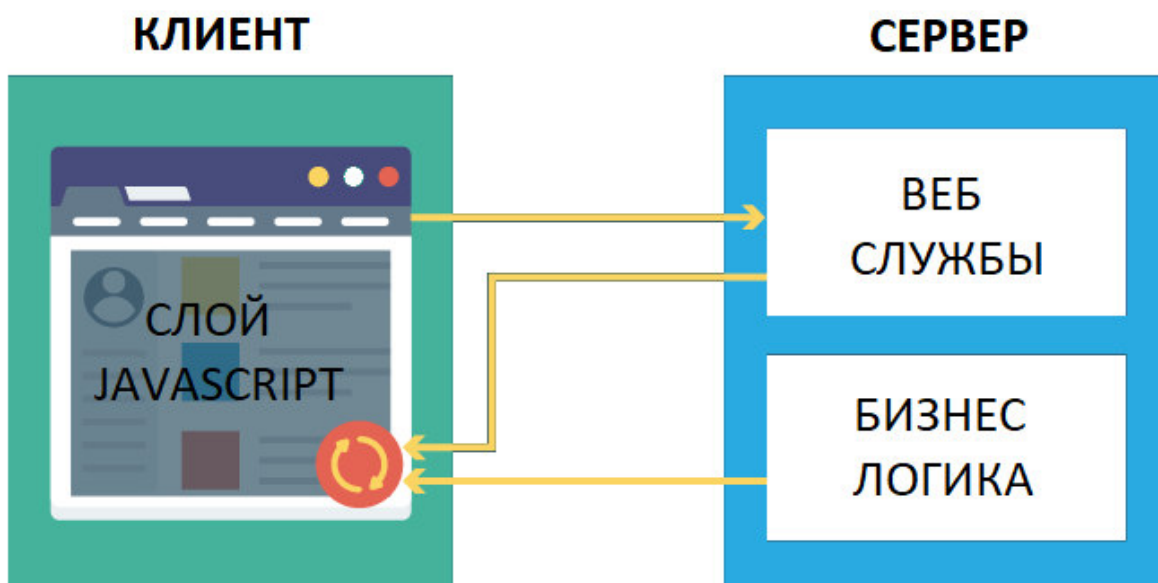 КЛИЕНТ
СЕРВЕР
СЛОЙ
JAVASCRIPT
ВЕБ
СЛУЖБЫ
БИЗНЕС
ЛОГИКА